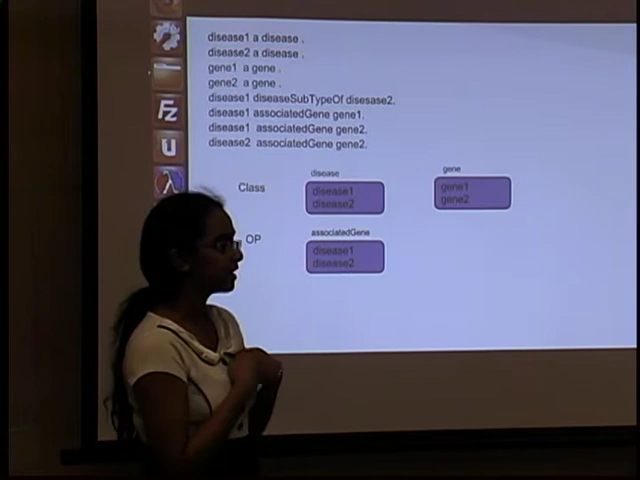 disease1 a disease .
disease2 a disease .
gene1 a gene .
gene2 a gene .
disease1 diseaseSubTypeOf disesase2.
disease1 associatedGene gene1.
disease1 associatedGene gene2.
disease2 associatedGene gene2.
disease gene
Class disease1 gene1
disease2 gene2
associatedGene
OP disease1
disease2
Fz
u
λ